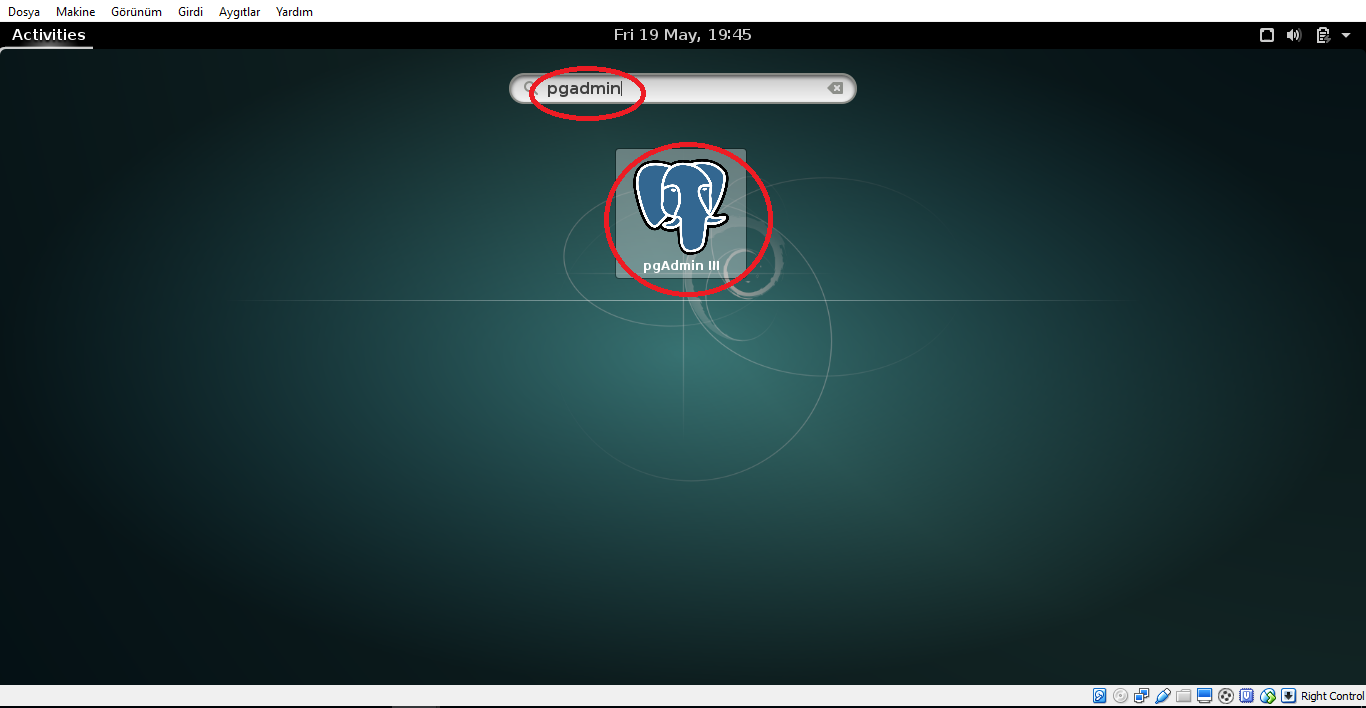 Dosya Makine Görünüm Girdi Aygıtlar Yardım
Activities Fri 19 May, 19:45
pgadmin
pgAdmin III
Right Control